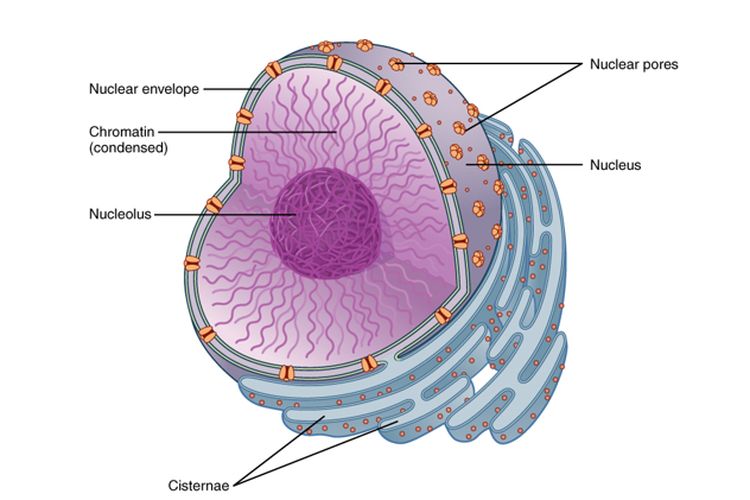 Nuclear pores
Nuclear envelope
Chromatin
(condensed)
Nucleus
Nucleolus
Cisternae